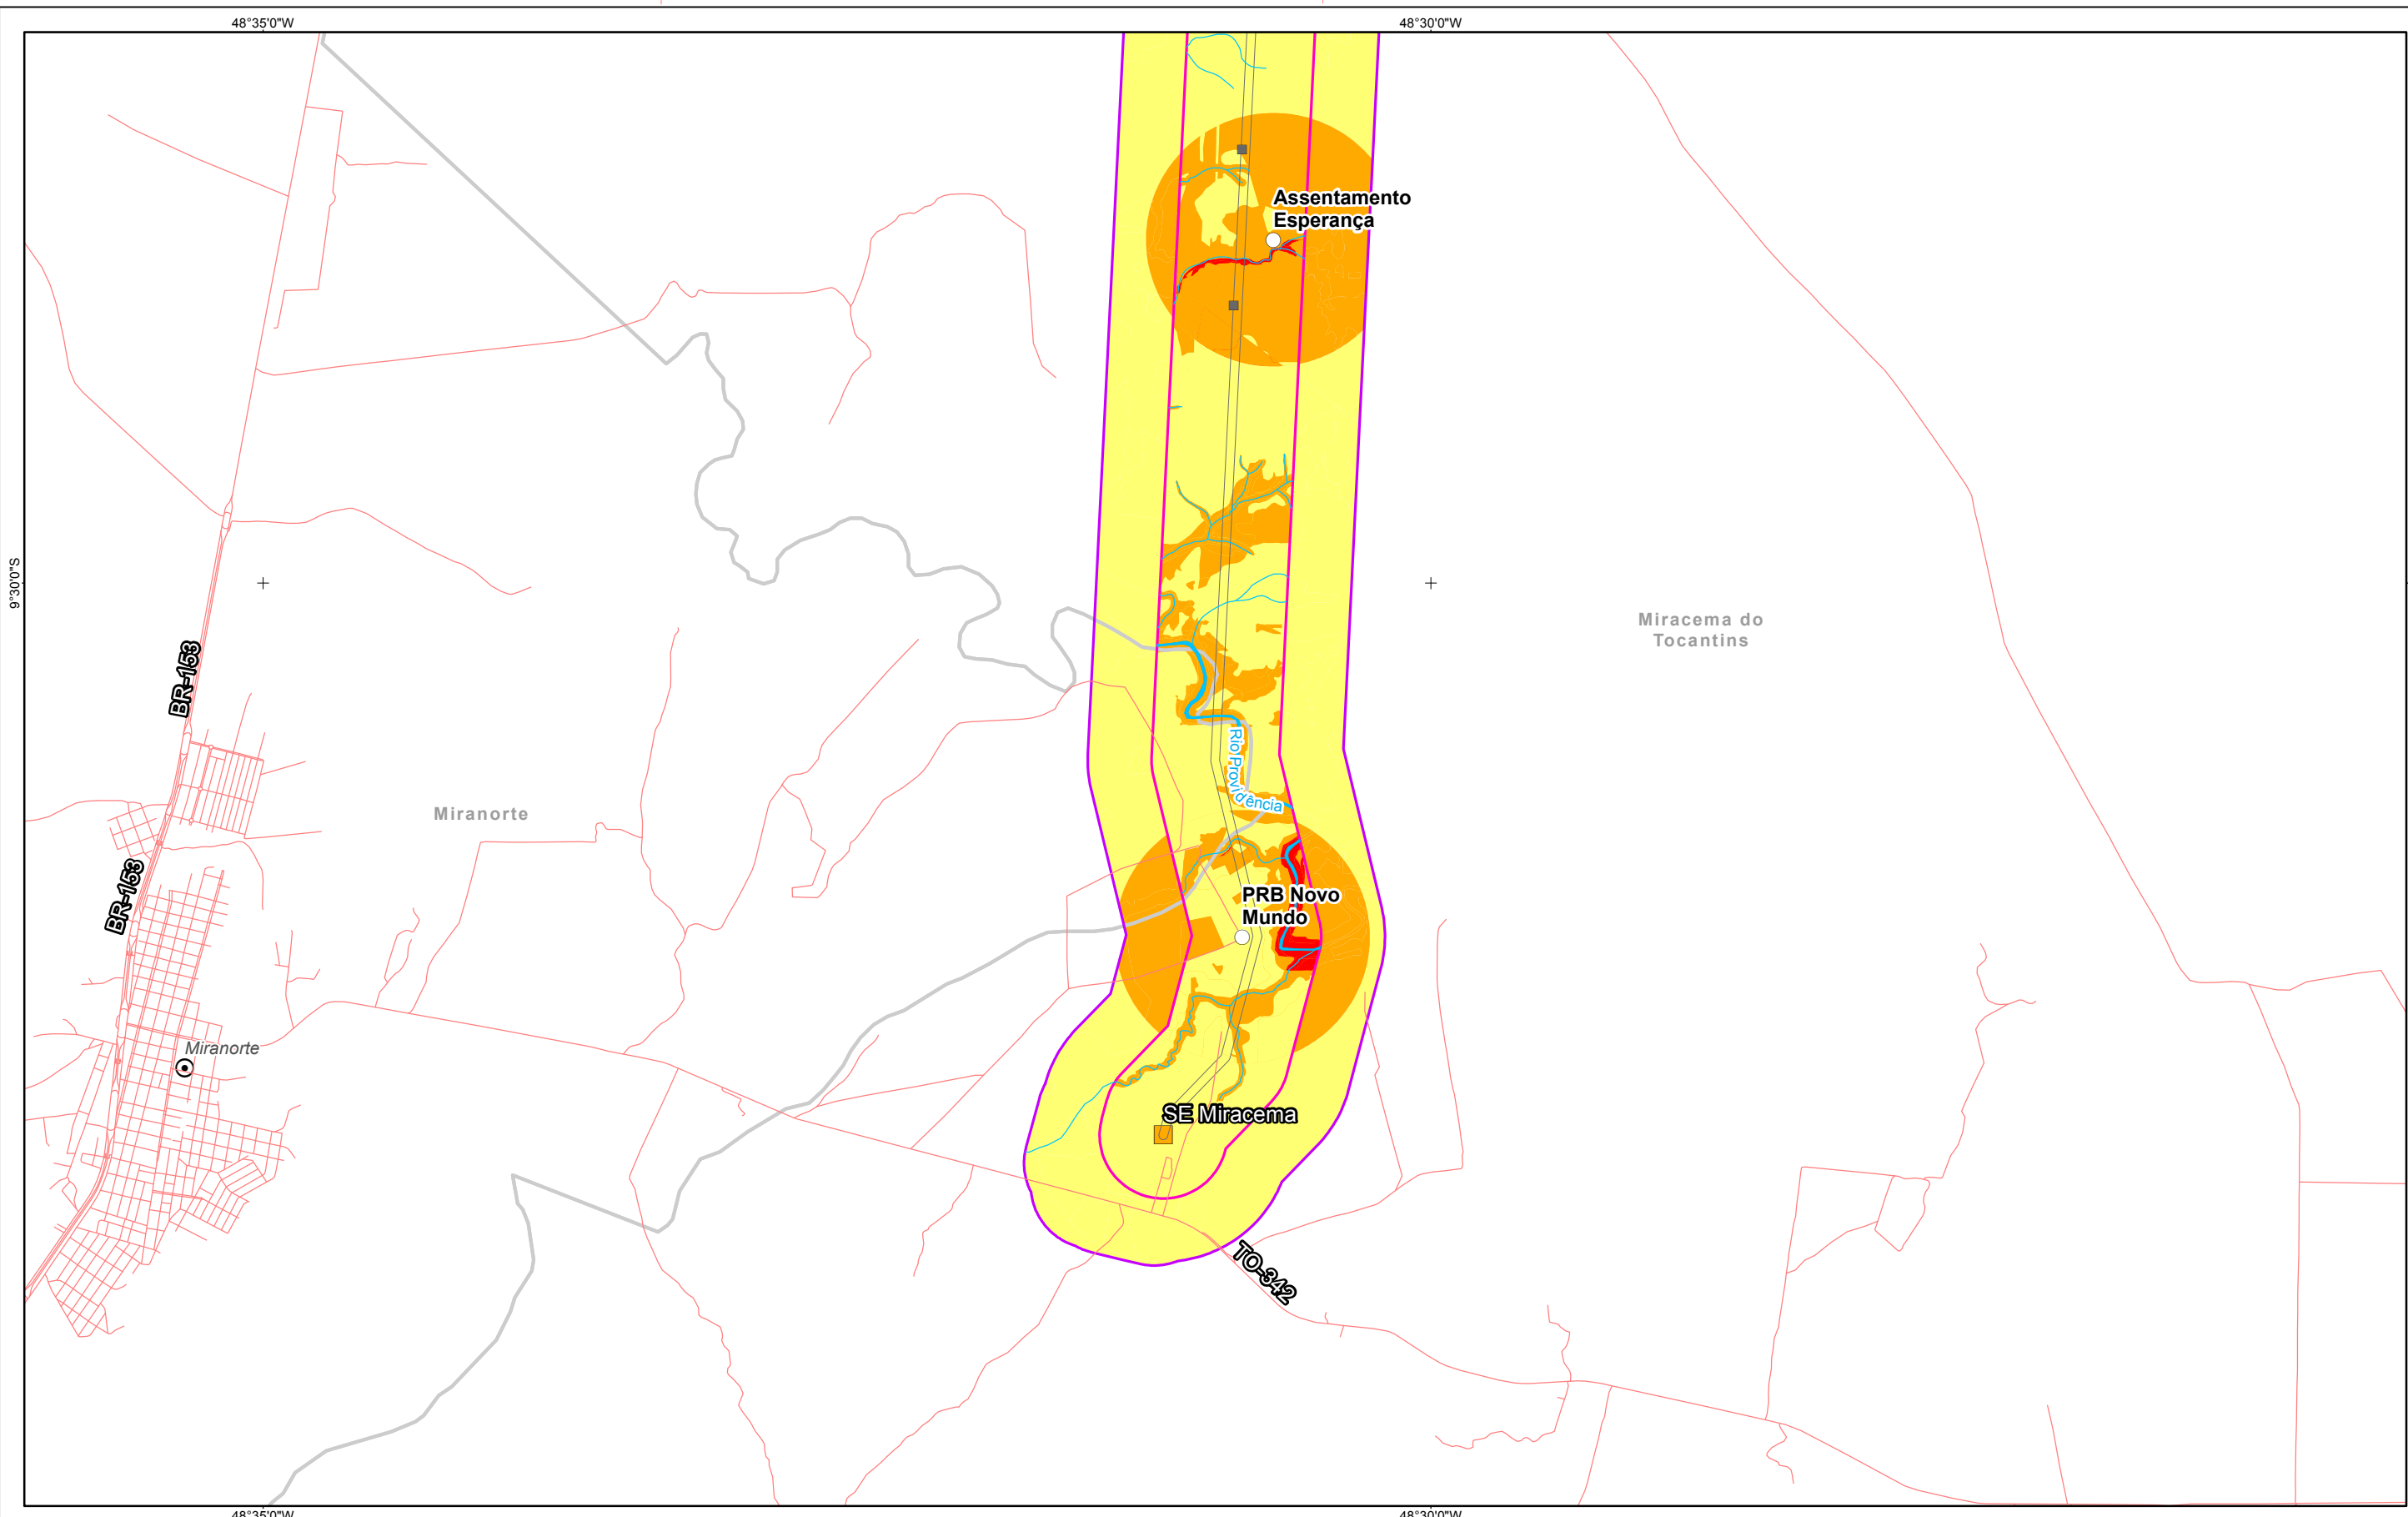 48°35'0"W
48°30'0"W
Assentamento
Esperança
9°30'0"S
Miracema do
Tocantins
BR-153
Rio Providência
Miranorte
BR-153
PRB Novo
Mundo
Miranorte
SE Miracema
TO-342
48°35'0"W
48°30'0"W